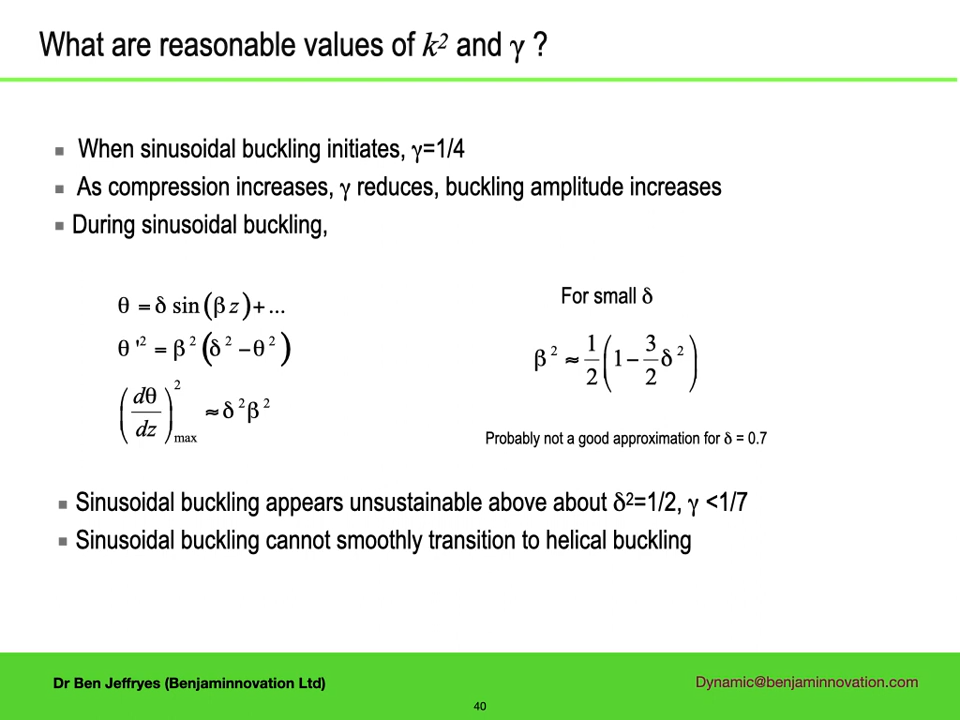 What are reasonable values of k² and γ ?
When sinusoidal buckling initiates, γ=1/4
As compression increases, γ reduces, buckling amplitude increases
During sinusoidal buckling,
θ = δ sin(β z)+ ...
θ '² = β ² (δ ² − θ ²)
(dθ/dz)²max ≈ δ ²β ²
For small δ
β ² ≈ 1/2 (1 − 3/2 δ ²)
Probably not a good approximation for δ = 0.7
Sinusoidal buckling appears unsustainable above about δ²=1/2, γ <1/7
Sinusoidal buckling cannot smoothly transition to helical buckling
Dr Ben Jeffryes (Benjaminnovation Ltd)
Dynamic@benjaminnovation.com
40